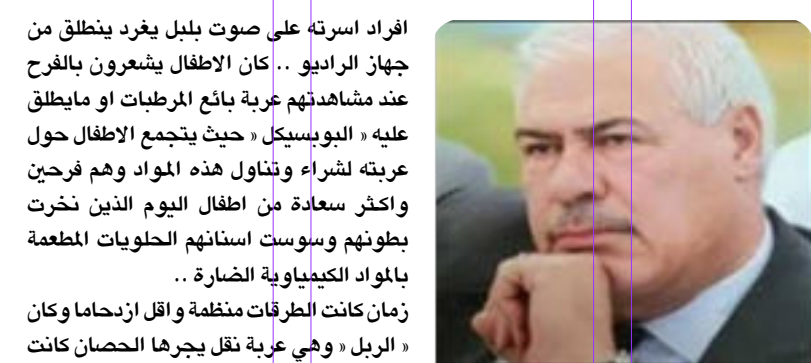 افراد اسرته على صوت بلبل يغرد ينطلق من
جهاز الراديو .. كان الاطفال يشعرون بالفرح
عند مشاهدتهم عربة بائع المرطبات او مايطلق
عليه « البوبسيكل « حيث يتجمع الاطفال حول
عربته لشراء وتناول هذه المواد وهم فرحين
واكثر سعادة من اطفال اليوم الذين نخرت
بطونهم وسوست اسنانهم الحلويات المطعمة
بالمواد الكيمياوية الضارة ..
زمان كانت الطرقات منظمة واقل ازدحاما وكان
« الربل « وهي عربة نقل يجرها الحصان كانت